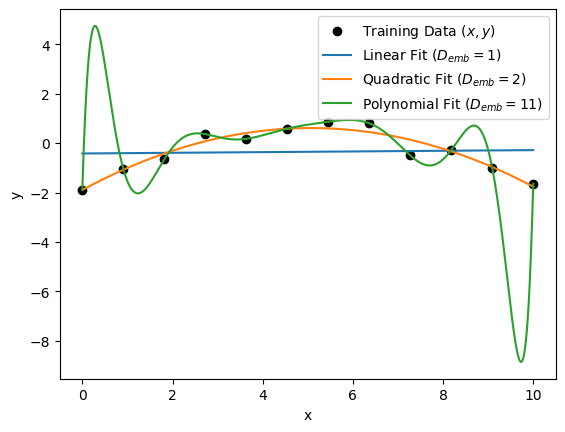 Training Data (x, y)
Linear Fit (D_emb = 1)
Quadratic Fit (D_emb = 2)
Polynomial Fit (D_emb = 11)
4
2
0
−2
−4
−6
−8
y
0
2
4
6
8
10
x